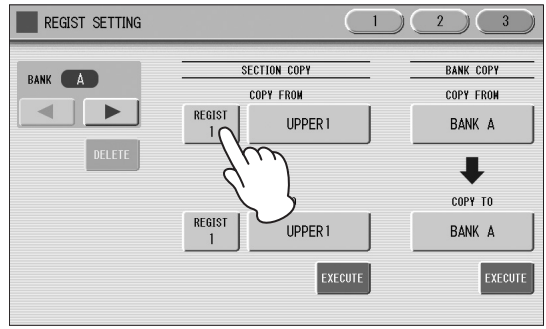 REGIST SETTING
1
2
3
BANK A
DELETE
SECTION COPY
COPY FROM
REGIST
1
UPPER1
REGIST
1
UPPER1
EXECUTE
BANK COPY
COPY FROM
BANK A
COPY TO
BANK A
EXECUTE